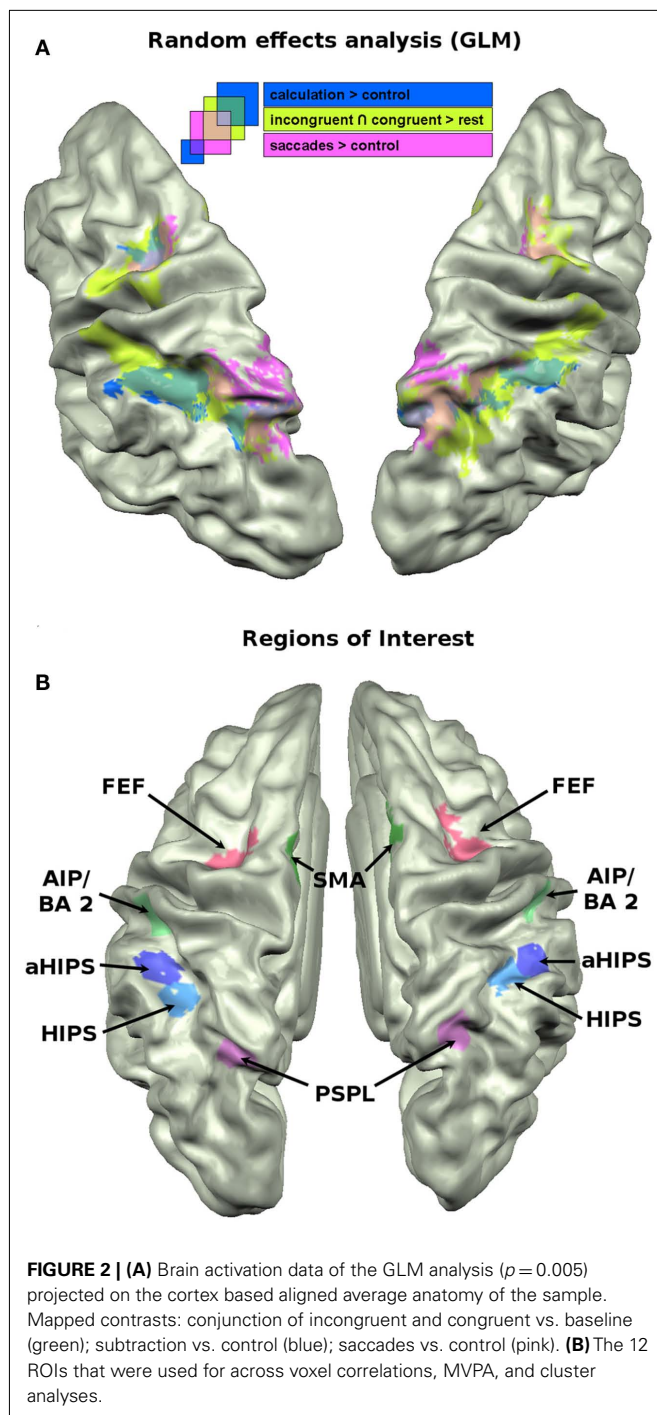 A
Random effects analysis (GLM)
calculation > control
incongruent ∩ congruent > rest
saccades > control
Regions of Interest
B
FEF
FEF
SMA
AIP/
BA 2
AIP/
BA 2
aHIPS
aHIPS
HIPS
HIPS
PSPL
FIGURE 2 | (A) Brain activation data of the GLM analysis (p = 0.005)
projected on the cortex based aligned average anatomy of the sample.
Mapped contrasts: conjunction of incongruent and congruent vs. baseline
(green); subtraction vs. control (blue); saccades vs. control (pink). (B) The 12
ROIs that were used for across voxel correlations, MVPA, and cluster
analyses.